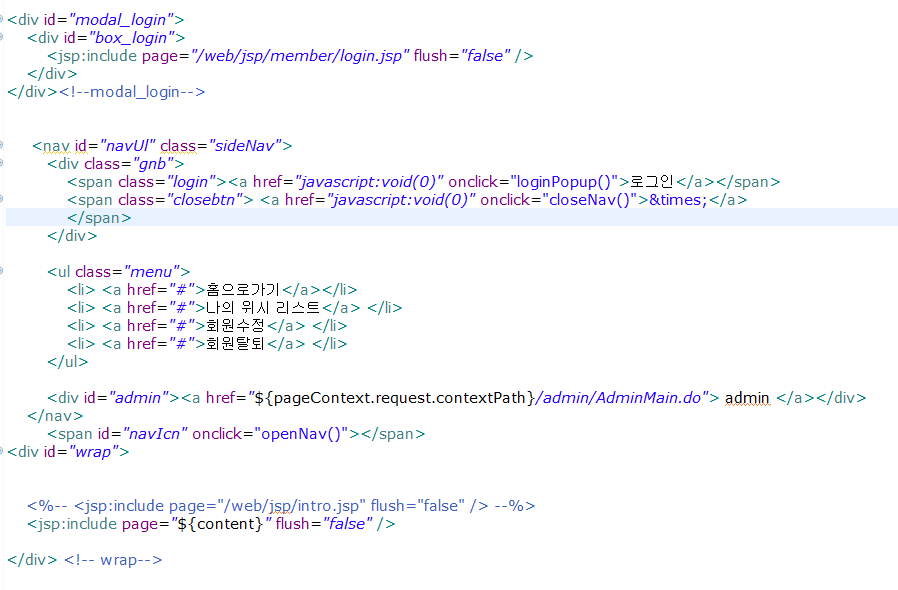 <div id="modal_login">
<div id="box_login">
<jsp:include page="/web/jsp/member/login.jsp" flush="false" />
</div>
</div><!--modal_login-->
<nav id="navUI" class="sideNav">
<div class="gnb">
<span class="login"><a href="javascript:void(0)" onclick="loginPopup()">로그인</a></span>
<span class="closebtn"> <a href="javascript:void(0)" onclick="closeNav()">&times;</a>
</span>
</div>
<ul class="menu">
<li> <a href="#">홈으로가기</a></li>
<li> <a href="#">나의 위시 리스트</a> </li>
<li> <a href="#">회원수정</a> </li>
<li> <a href="#">회원탈퇴</a> </li>
</ul>
<div id="admin"><a href="${pageContext.request.contextPath}/admin/AdminMain.do"> admin </a></div>
</nav>
<span id="navIcn" onclick="openNav()"></span>
<div id="wrap">
<%-- <jsp:include page="/web/jsp/intro.jsp" flush="false" /> --%>
<jsp:include page="${content}" flush="false" />
</div> <!-- wrap-->